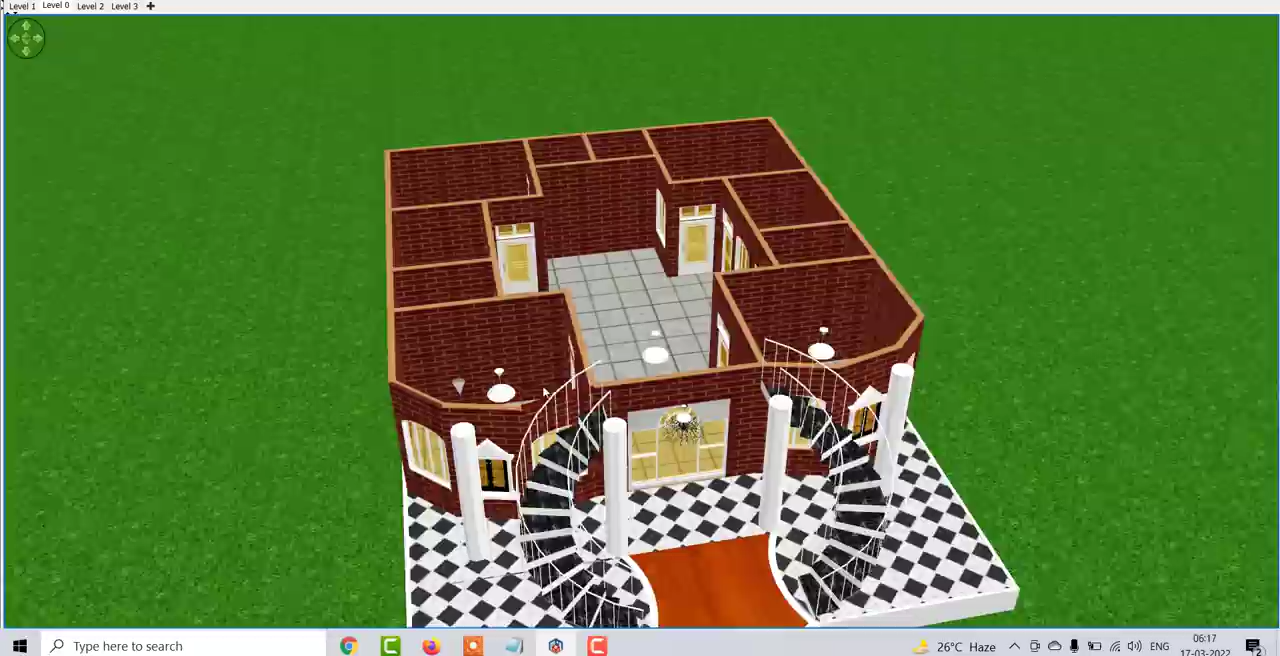 Level 1 Level 0 Level 2 Level 3
Type here to search
26°C Haze
ENG
06:17
17-03-2022
2